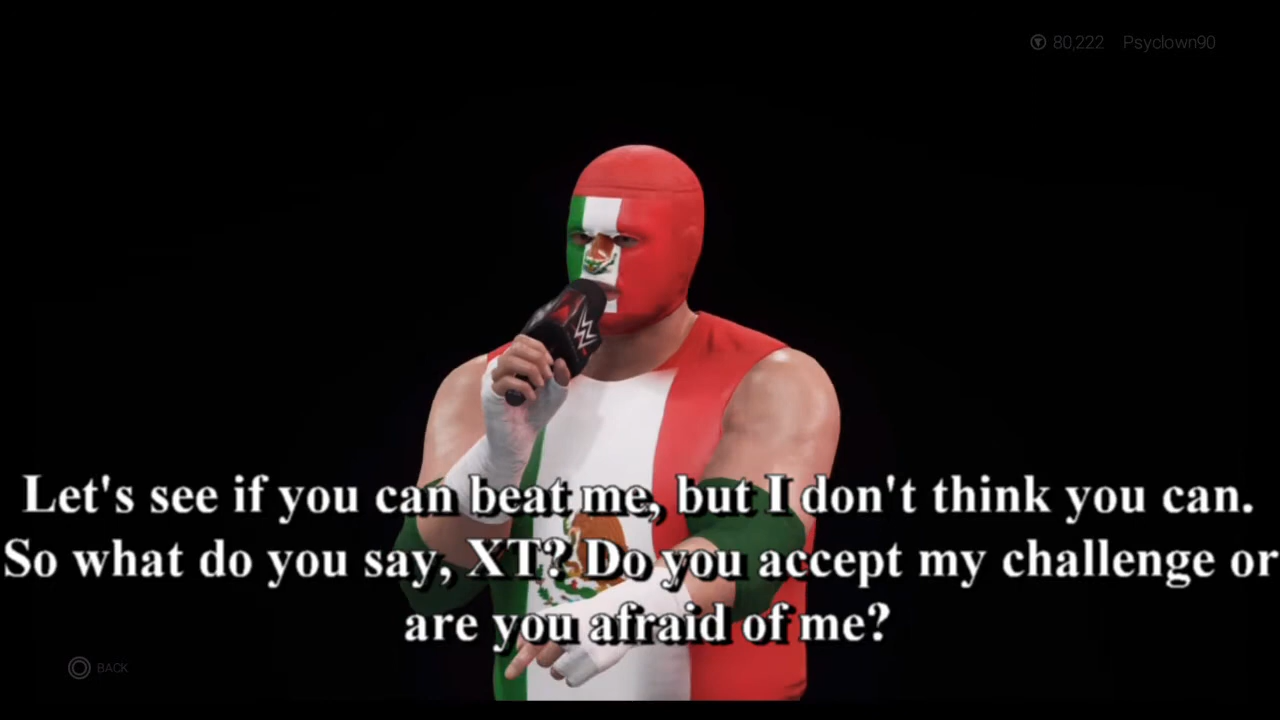 80,222 Psyclown90
Let's see if you can beat me, but I don't think you can.
So what do you say, XT? Do you accept my challenge or
are you afraid of me?
BACK